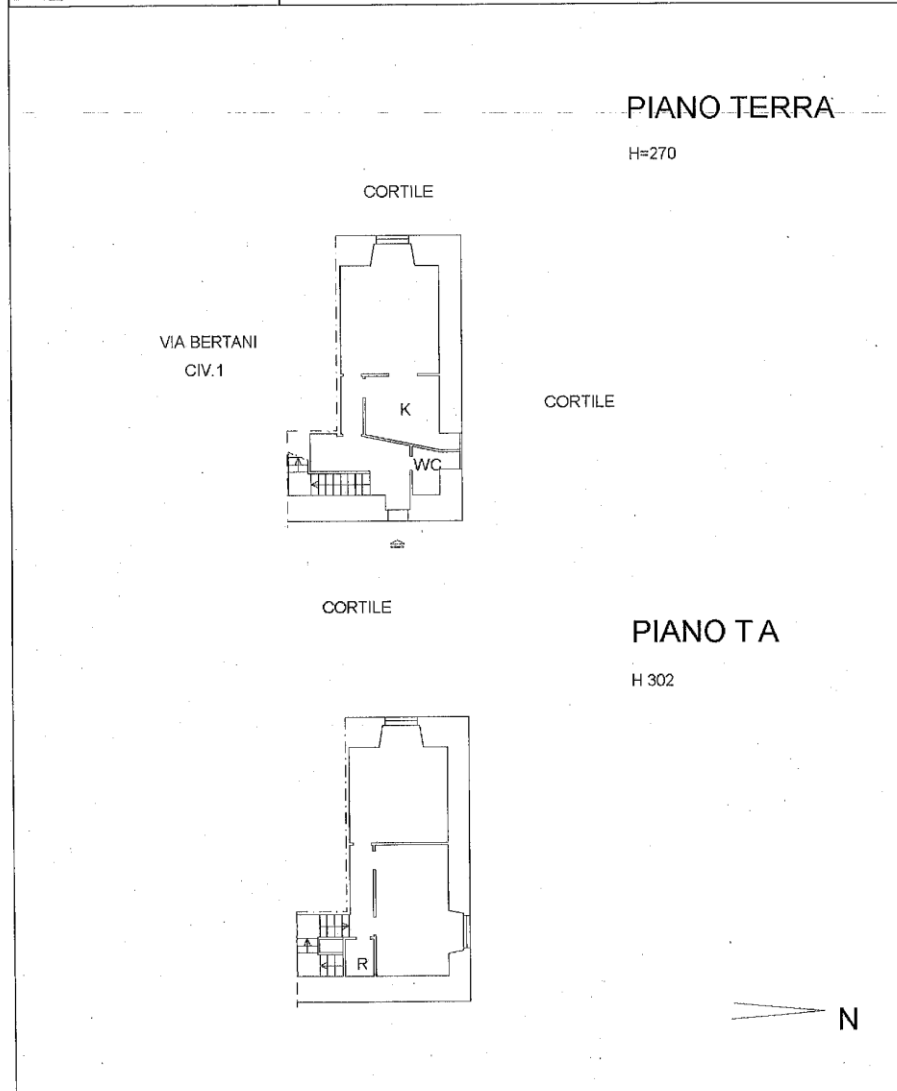 PIANO TERRA
H=270
CORTILE
VIA BERTANI
CIV.1
CORTILE
K
WC
CORTILE
PIANO T A
H 302
R
N